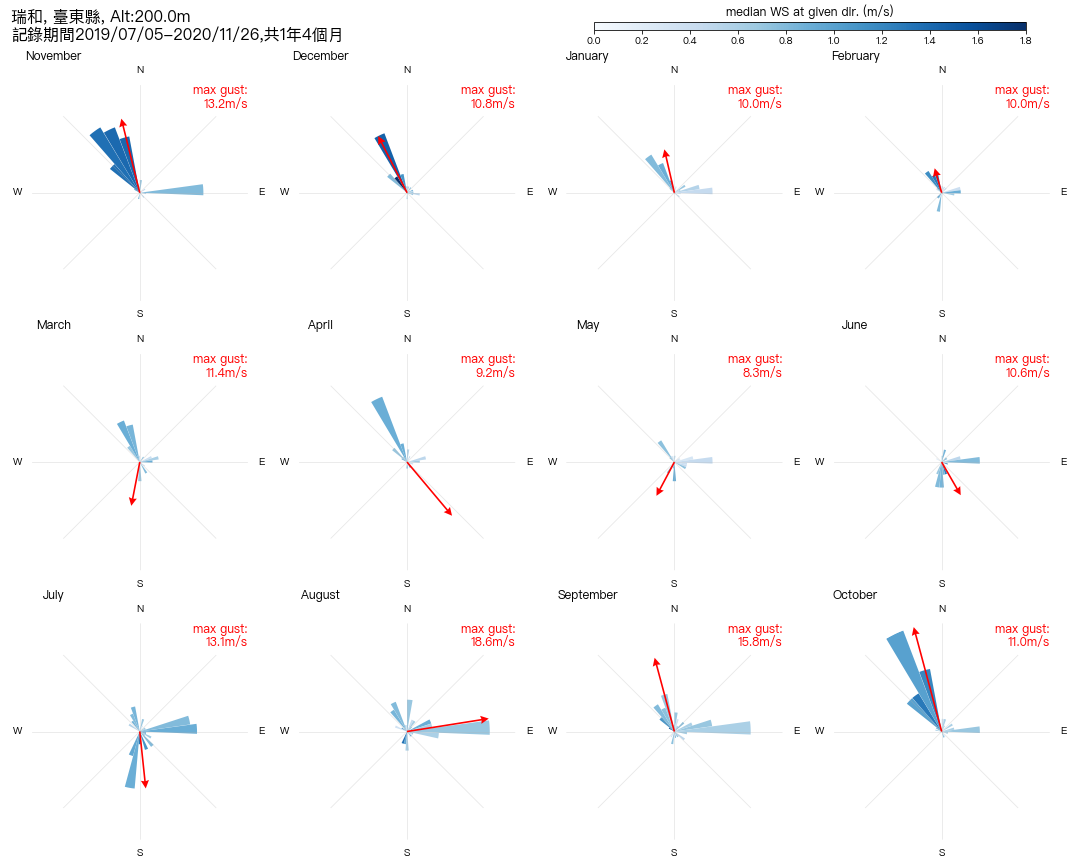 瑞和, 臺東縣, Alt:200.0m
記錄期間2019/07/05-2020/11/26,共1年4個月
median WS at given dir. (m/s)
0.0 0.2 0.4 0.6 0.8 1.0 1.2 1.4 1.6 1.8
November
N
max gust:
13.2m/s
W
E
S
December
N
max gust:
10.8m/s
W
E
January
N
max gust:
10.0m/s
W
E
February
N
max gust:
10.0m/s
W
E
March
N
max gust:
11.4m/s
W
E
S
April
S
N
max gust:
9.2m/s
W
E
S
May
S
N
max gust:
8.3m/s
W
E
S
June
S
N
max gust:
10.6m/s
W
E
S
July
N
max gust:
13.1m/s
W
E
S
August
N
max gust:
18.6m/s
W
E
S
September
N
max gust:
15.8m/s
W
E
S
October
N
max gust:
11.0m/s
W
E
S